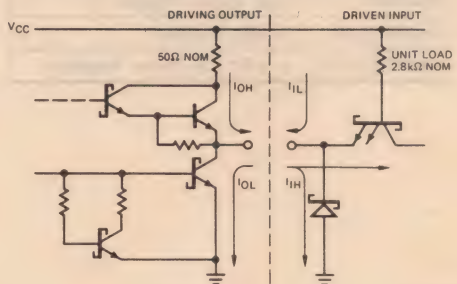 DRIVING OUTPUT
DRIVEN INPUT
VCC
50Ω NOM
UNIT LOAD
2.8kΩ NOM
IOH
IIL
IOL
IIH